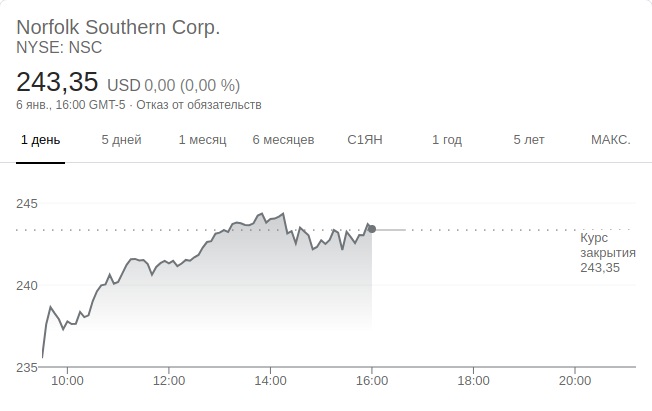 Norfolk Southern Corp.
NYSE: NSC
243,35 USD 0,00 (0,00 %)
6 янв., 16:00 GMT-5 · Отказ от обязательств
1 день 5 дней 1 месяц 6 месяцев С1ЯН 1 год 5 лет МАКС.
245
Курс
закрытия
243,35
240
235
10:00 12:00 14:00 16:00 18:00 20:00